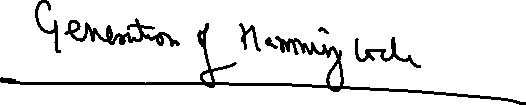 Generation of Hamming Code